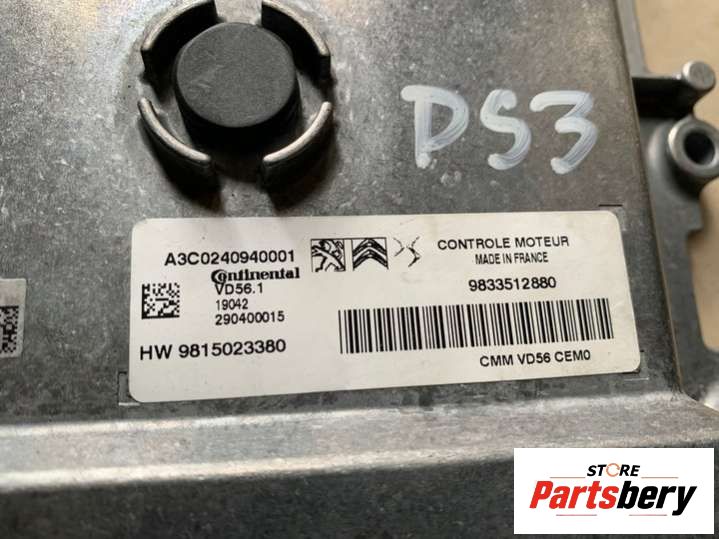 DS3
A3C0240940001
Continental
VD56.1
19042
290400015
HW 9815023380
CONTROLE MOTEUR
MADE IN FRANCE
9833512880
CMM VD56 CEM0
STORE
Partsbery